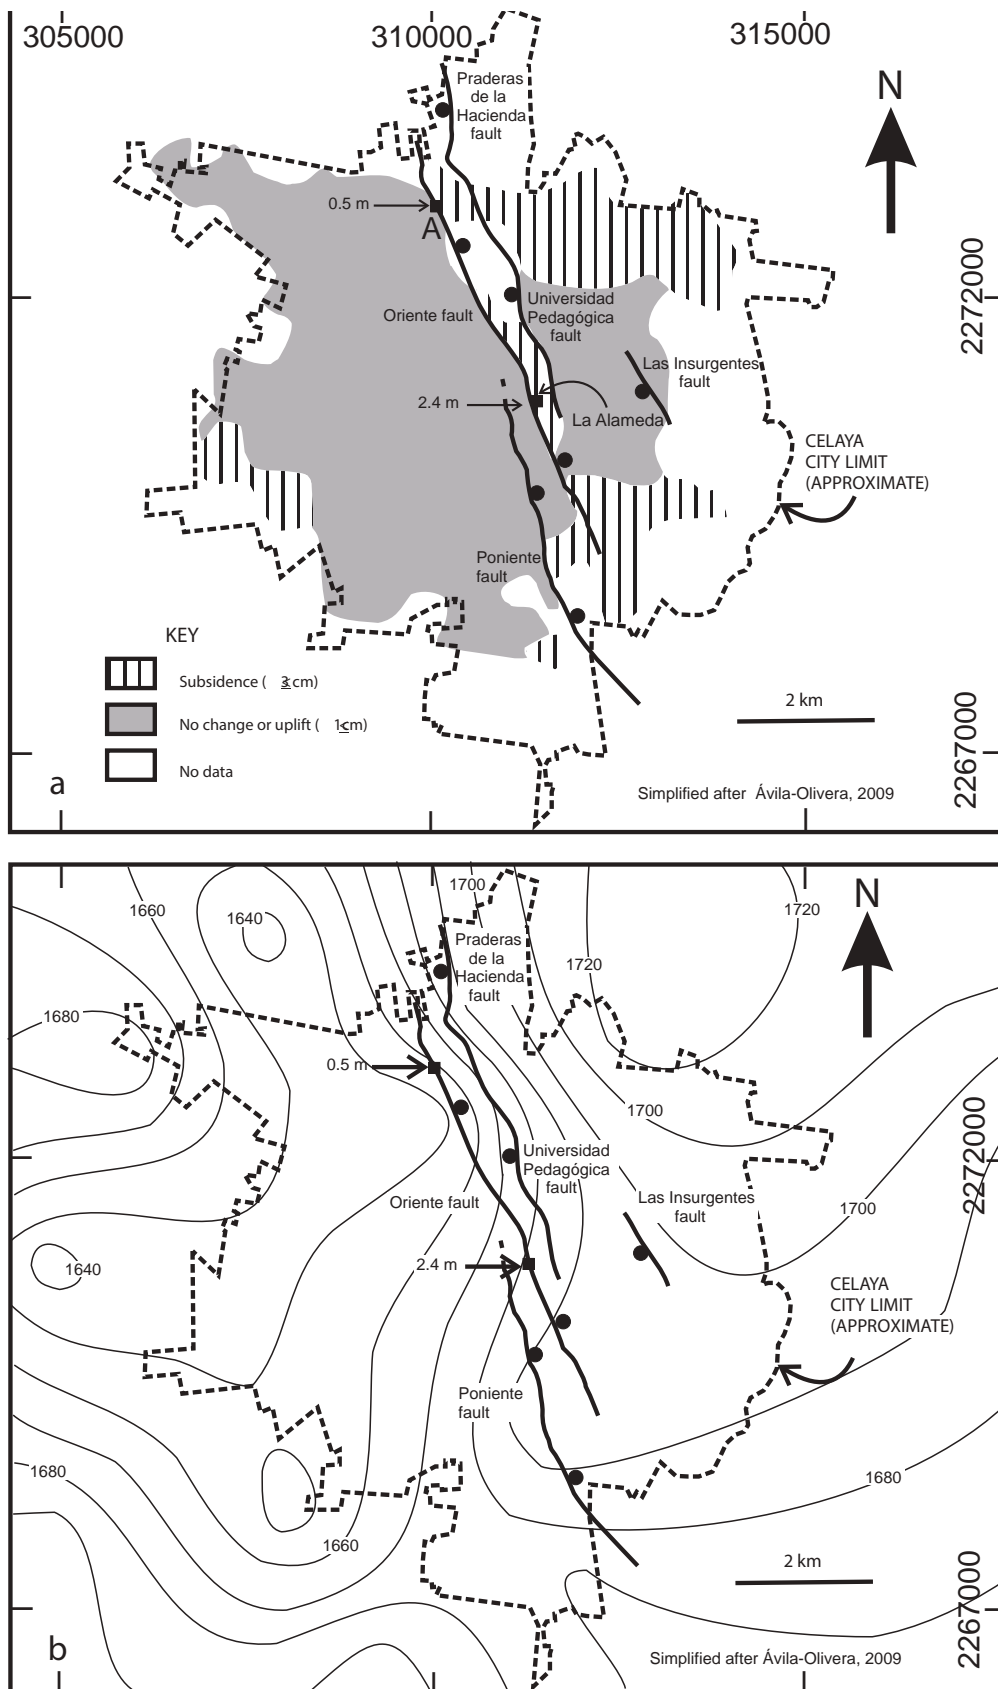 305000
310000
315000
Praderas
de la
Hacienda
fault
N
0.5 m
A
2272000
Oriente fault
Universidad
Pedagógica
fault
Las Insurgentes
fault
2.4 m
La Alameda
CELAYA
CITY LIMIT
(APPROXIMATE)
Poniente
fault
KEY
Subsidence ( cm)
No change or uplift ( 1 cm)
No data
2 km
2267000
a
Simplified after Ávila-Olivera, 2009
1700
1660
1640
1720
N
Praderas
de la
Hacienda
fault
1720
1680
0.5 m
1700
2272000
Universidad
Pedagógica
fault
Oriente fault
Las Insurgentes
fault
1700
1640
2.4 m
CELAYA
CITY LIMIT
(APPROXIMATE)
Poniente
fault
1680
1680
1660
2 km
2267000
b
Simplified after Ávila-Olivera, 2009